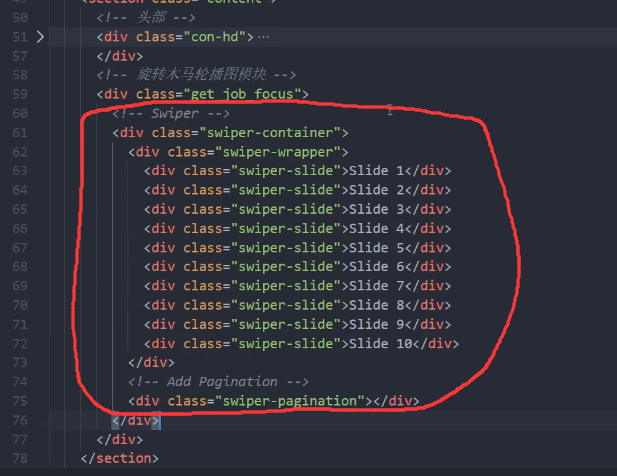 49 <section class="content">
50 <!-- 头部 -->
51 <div class="con-hd">…
57 </div>
58 <!-- 旋转木马轮播图模块 -->
59 <div class="get_job_focus">
60 <!-- Swiper -->
61 <div class="swiper-container">
62 <div class="swiper-wrapper">
63 <div class="swiper-slide">Slide 1</div>
64 <div class="swiper-slide">Slide 2</div>
65 <div class="swiper-slide">Slide 3</div>
66 <div class="swiper-slide">Slide 4</div>
67 <div class="swiper-slide">Slide 5</div>
68 <div class="swiper-slide">Slide 6</div>
69 <div class="swiper-slide">Slide 7</div>
70 <div class="swiper-slide">Slide 8</div>
71 <div class="swiper-slide">Slide 9</div>
72 <div class="swiper-slide">Slide 10</div>
73 </div>
74 <!-- Add Pagination -->
75 <div class="swiper-pagination"></div>
76 </div>
77 </div>
78 </section>